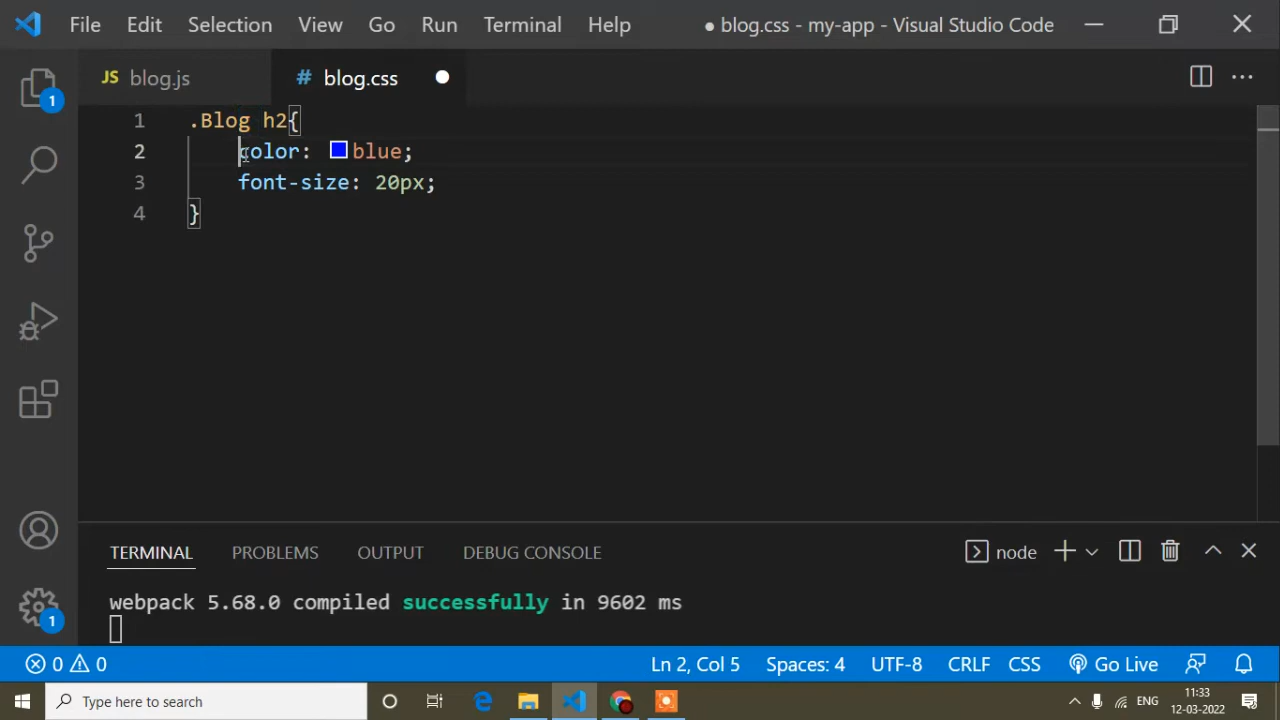 File Edit Selection View Go Run Terminal Help ● blog.css - my-app - Visual Studio Code
JS blog.js # blog.css
1 .Blog h2{
2 color: blue;
3 font-size: 20px;
4 }
1
TERMINAL PROBLEMS OUTPUT DEBUG CONSOLE node
webpack 5.68.0 compiled successfully in 9602 ms
1
0 0 Ln 2, Col 5 Spaces: 4 UTF-8 CRLF CSS Go Live
Type here to search ENG 11:33
12-03-2022